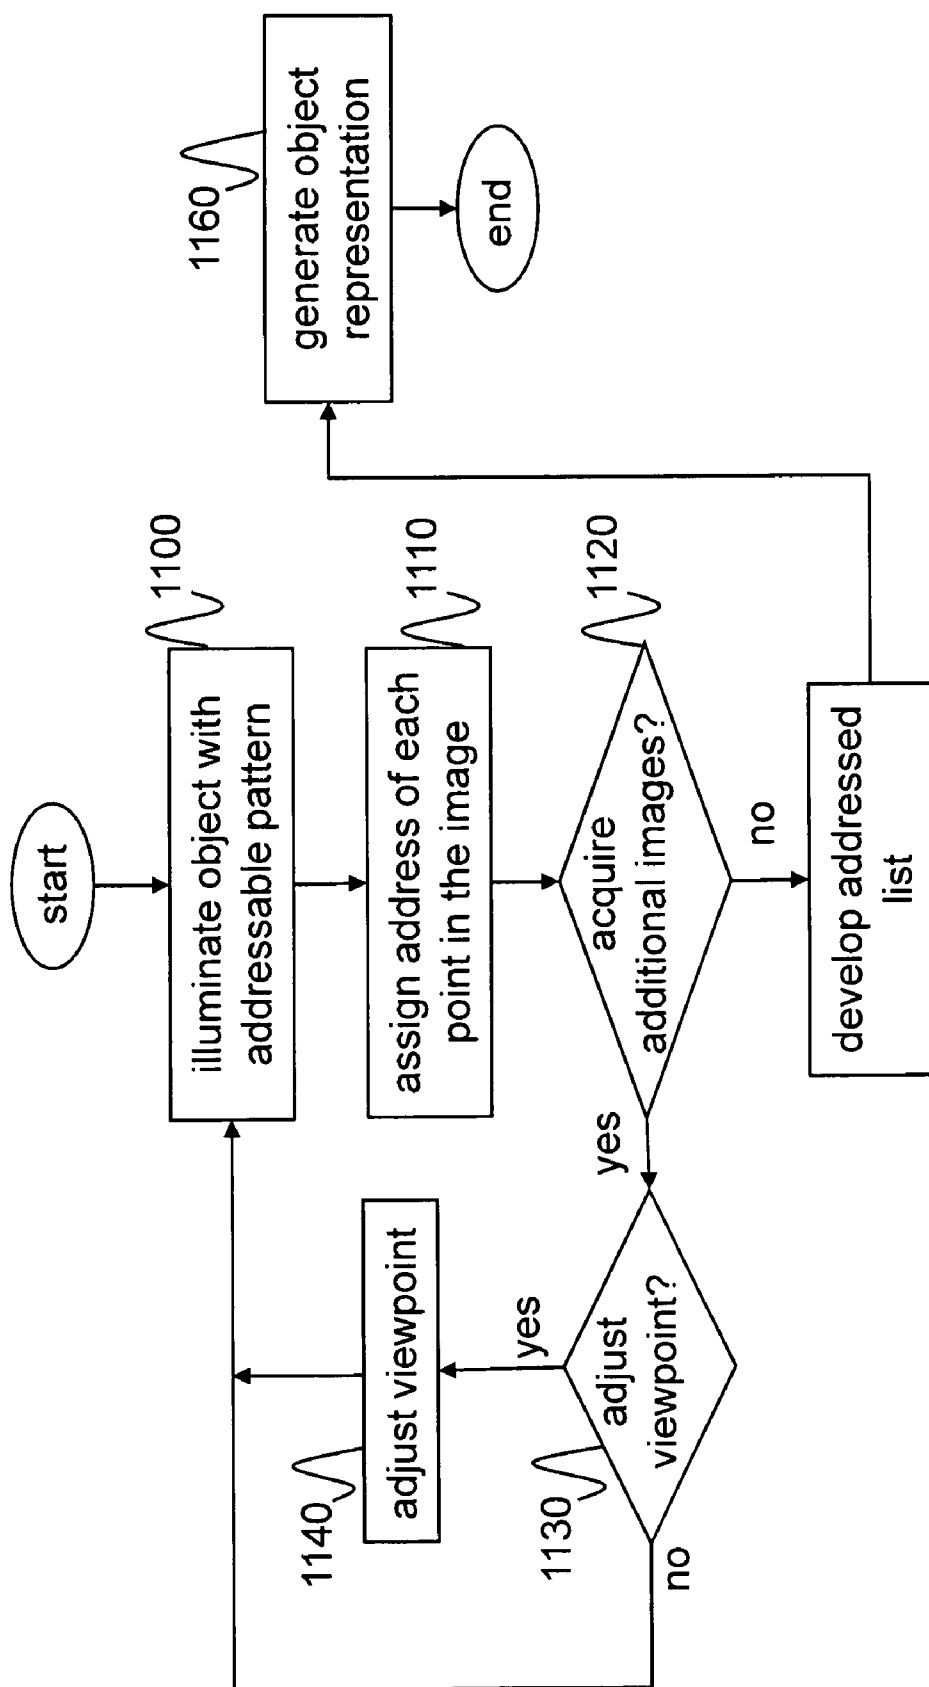 start
illuminate object with
addressable pattern
1100
assign address of each
point in the image
1110
acquire
additional images?
1120
yes
no
adjust
viewpoint?
1130
yes
no
adjust viewpoint
1140
develop addressed
list
generate object
representation
1160
end